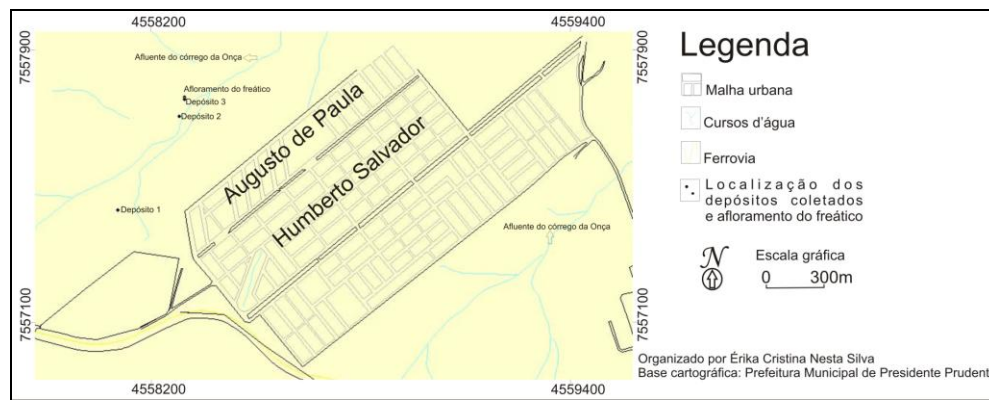 4558200
4559400
7557900
7557100
Afluente do córrego da Onça
Afloramento do freático
Depósito 3
Depósito 2
Depósito 1
Augusto de Paula
Humberto Salvador
Afluente do córrego da Onça
7557900
7557100
4558200
4559400
Legenda
Malha urbana
Cursos d'água
Ferrovia
Localização dos
depósitos coletados
e afloramento do freático
N
Escala gráfica
0 300m
Organizado por Érika Cristina Nesta Silva
Base cartográfica: Prefeitura Municipal de Presidente Prudent